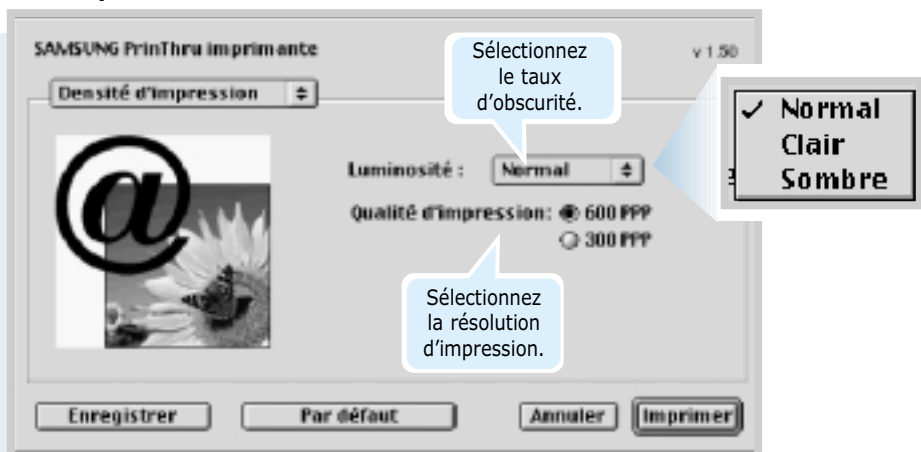 SAMSUNG PrinThru imprimante
v 1.50
Densité d'impression
Sélectionnez
le taux
d'obscurité.
Luminosité :
Normal
✓ Normal
Clair
Sombre
Qualité d'impression:
600 PPP
300 PPP
@
Sélectionnez
la résolution
d'impression.
Enregistrer
Par défaut
Annuler
Imprimer